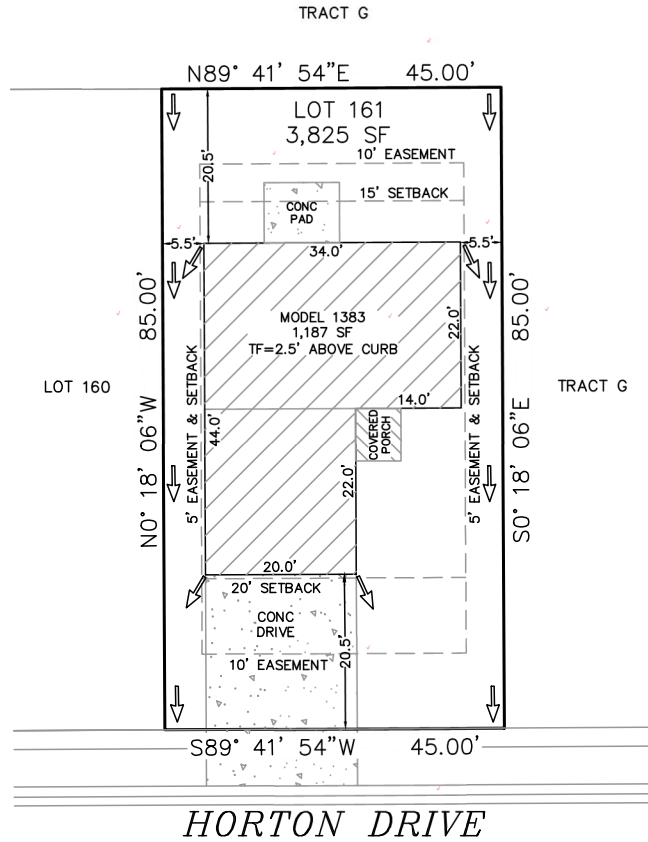 TRACT G
N89° 41' 54"E 45.00'
LOT 161
3,825 SF
20.5'
10' EASEMENT
15' SETBACK
CONC
PAD
5.5'
34.0'
5.5'
MODEL 1383
1,187 SF
TF=2.5' ABOVE CURB
22.0'
N0° 18' 06"W 85.00'
S0° 18' 06"E 85.00'
LOT 160
TRACT G
5' EASEMENT & SETBACK
5' EASEMENT & SETBACK
14.0'
44.0'
COVERED
PORCH
22.0'
20.0'
20' SETBACK
CONC
DRIVE
20.5'
10' EASEMENT
S89° 41' 54"W 45.00'
HORTON DRIVE